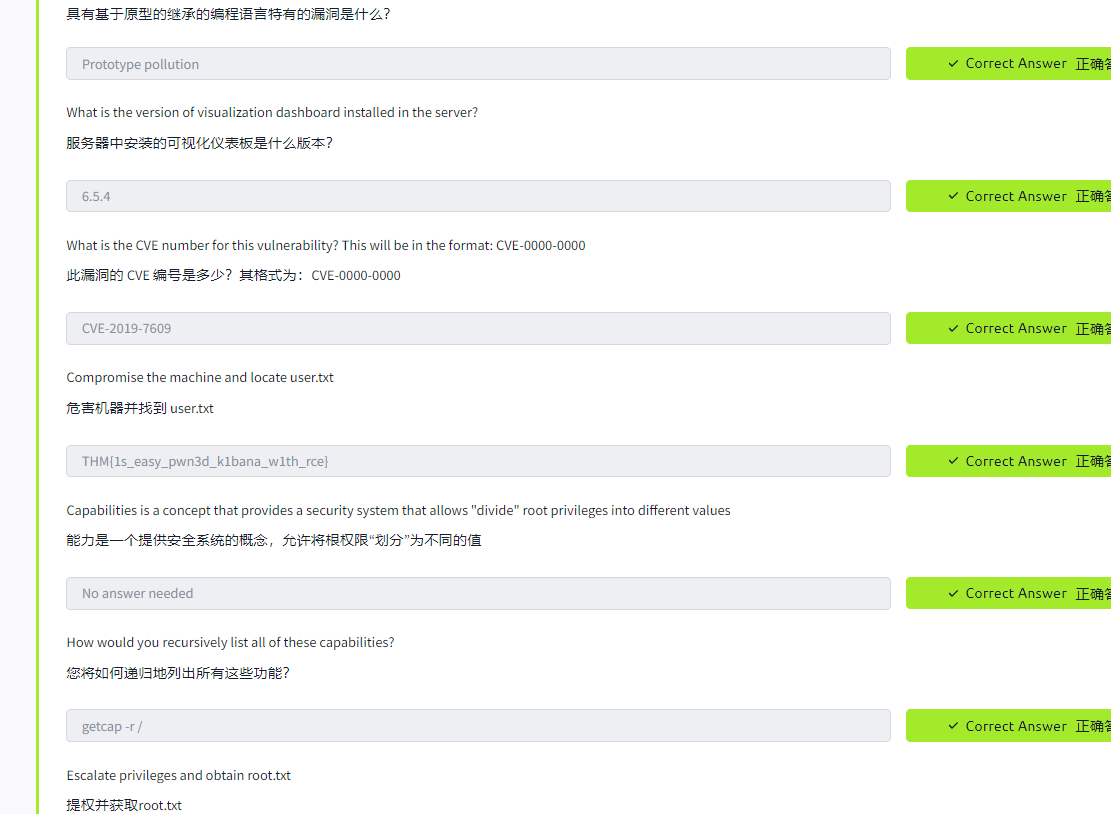 具有基于原型的继承的编程语言特有的漏洞是什么？
Prototype pollution
✓ Correct Answer 正确答
What is the version of visualization dashboard installed in the server?
服务器中安装的可视化仪表板是什么版本？
6.5.4
✓ Correct Answer 正确答
What is the CVE number for this vulnerability? This will be in the format: CVE-0000-0000
此漏洞的 CVE 编号是多少？其格式为：CVE-0000-0000
CVE-2019-7609
✓ Correct Answer 正确答
Compromise the machine and locate user.txt
危害机器并找到 user.txt
THM{1s_easy_pwn3d_k1bana_w1th_rce}
✓ Correct Answer 正确答
Capabilities is a concept that provides a security system that allows "divide" root privileges into different values
能力是一个提供安全系统的概念，允许将根权限“划分”为不同的值
No answer needed
✓ Correct Answer 正确答
How would you recursively list all of these capabilities?
您将如何递归地列出所有这些功能？
getcap -r /
✓ Correct Answer 正确答
Escalate privileges and obtain root.txt
提权并获取root.txt